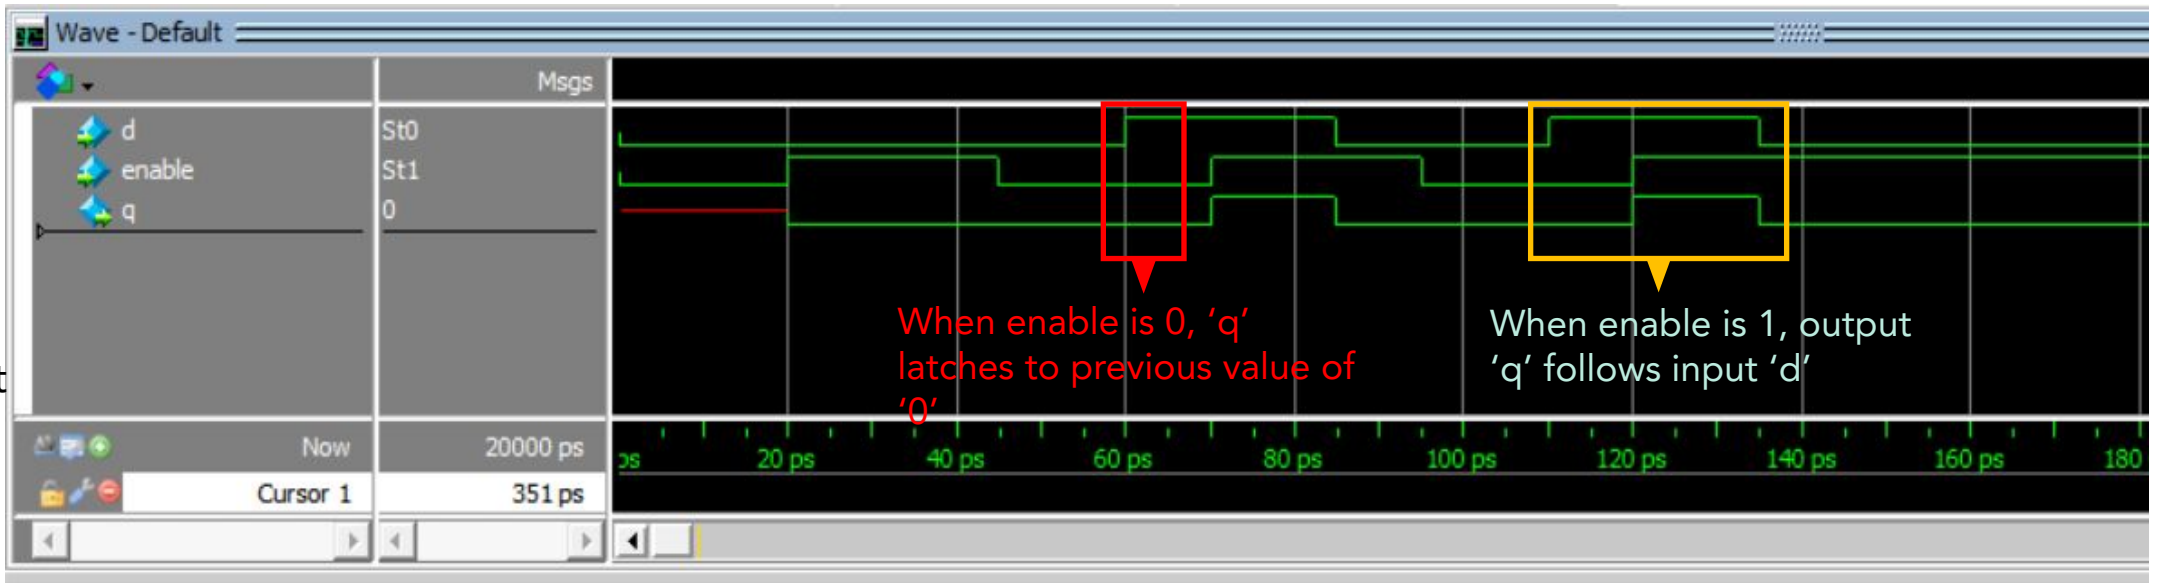 Wave - Default
Msgs
d St0
enable St1
q 0
When enable is 0, ‘q’
latches to previous value of
‘0’
When enable is 1, output
‘q’ follows input ‘d’
t
Now 20000 ps
ps 20 ps 40 ps 60 ps 80 ps 100 ps 120 ps 140 ps 160 ps 180
Cursor 1 351 ps